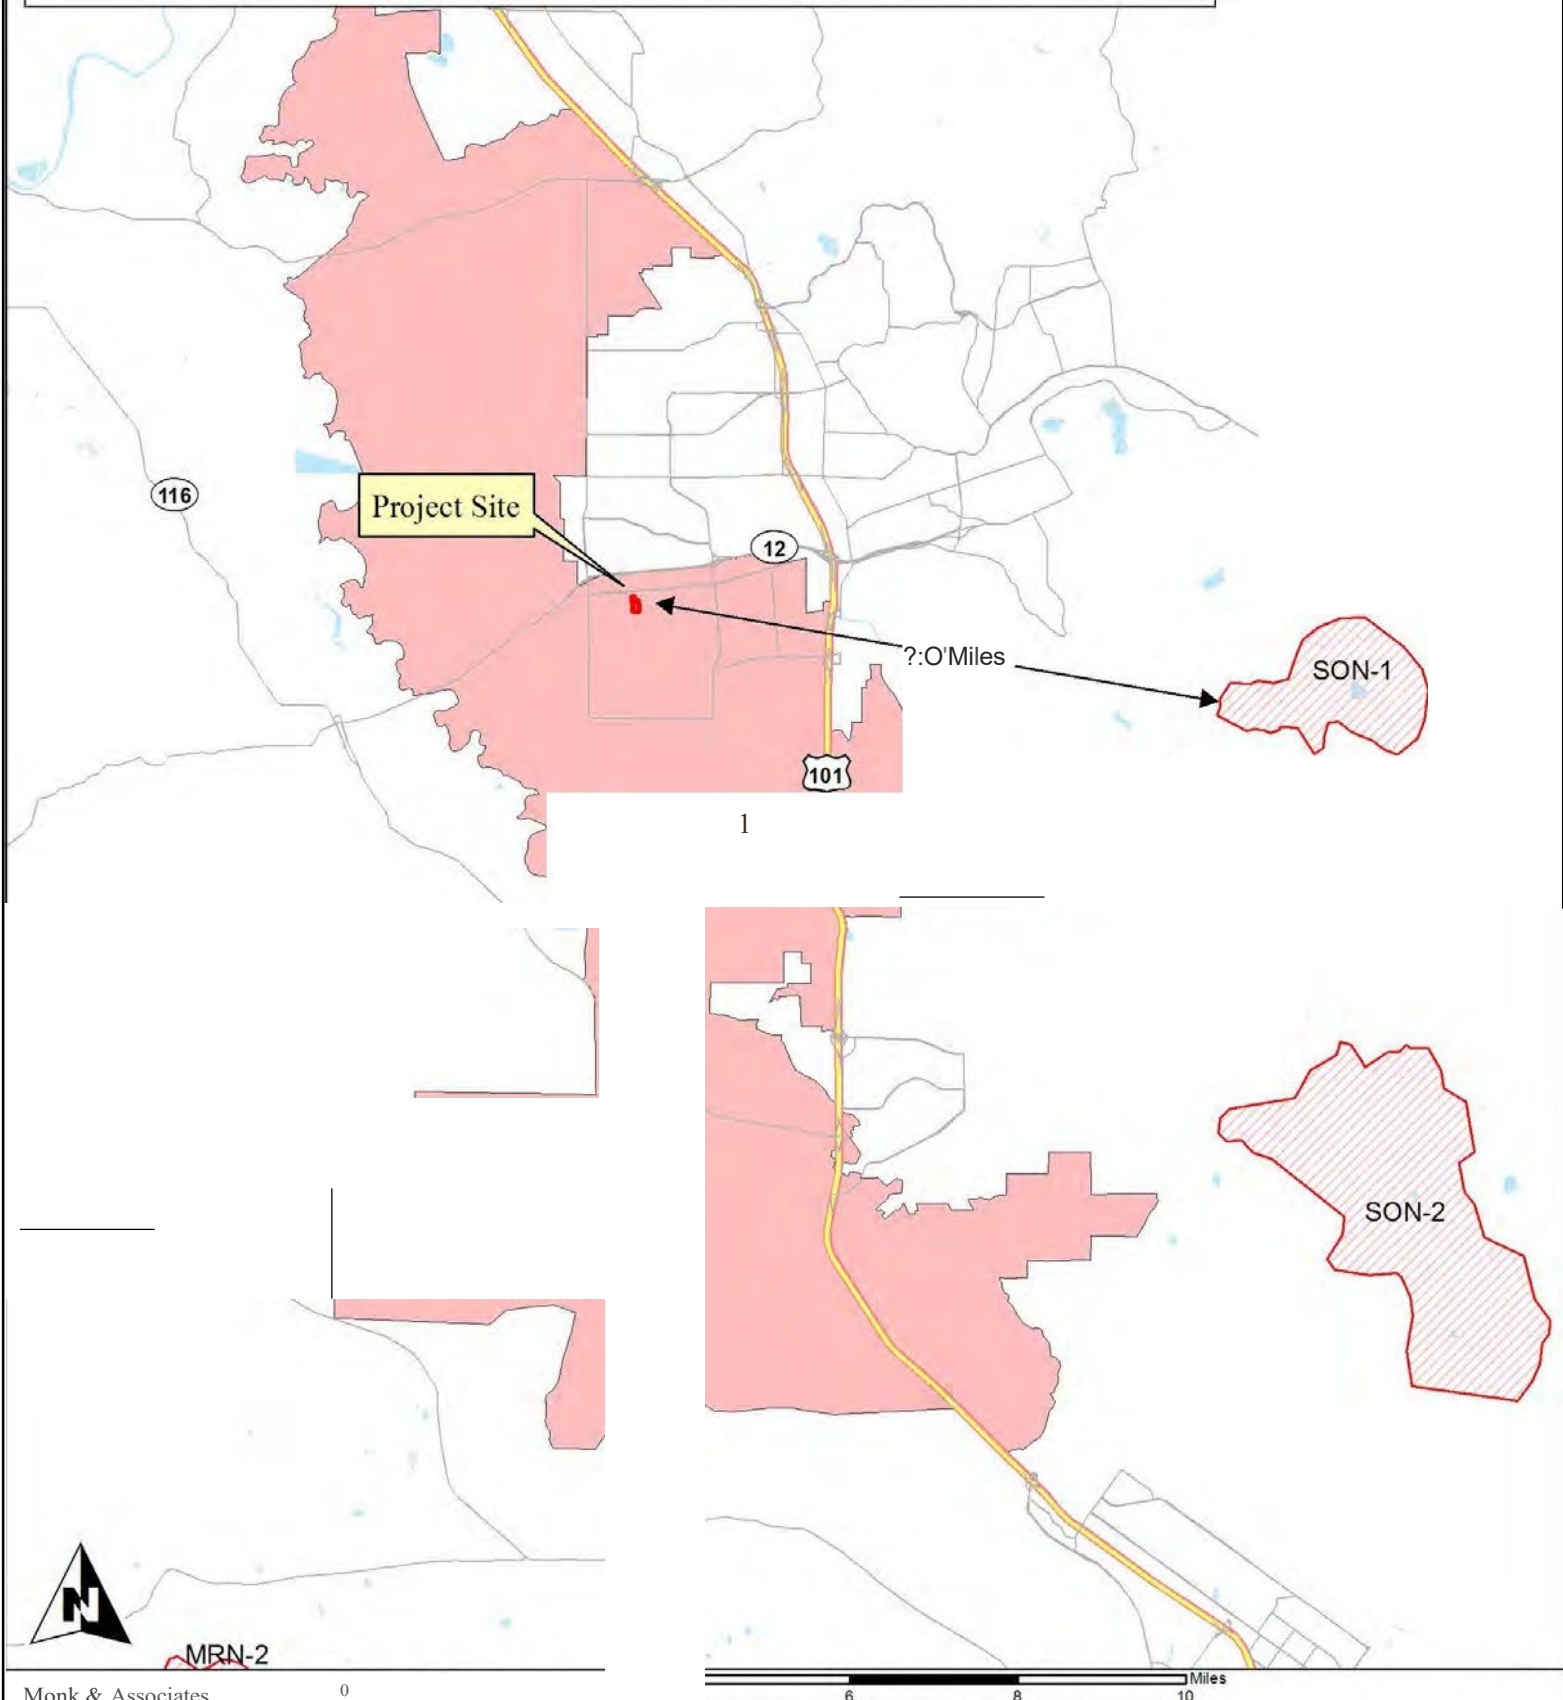 116
Project Site
12
?:O'Miles
SON-1
101
1
SON-2
MRN-2
Miles
Monk & Associates
0
6
8
10